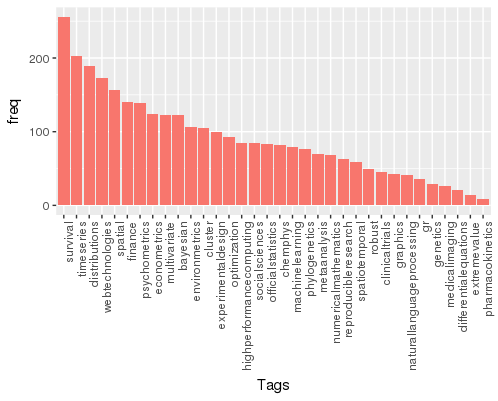 freq
200
100
0
survival
timeseries
distributions
webtechnologies
spatial
finance
psychometrics
econometrics
multivariate
bayesian
environmetrics
cluster
experimentaldesign
optimization
highperformancecomputing
socialsciences
officialstatistics
chemphys
machinelearning
phylogenetics
metaanalysis
numericalmathematics
reproducibleresearch
spatiotemporal
robust
clinicaltrials
graphics
naturallanguageprocessing
gr
genetics
medicalimaging
differentialequations
extremevalue
pharmacokinetics
Tags